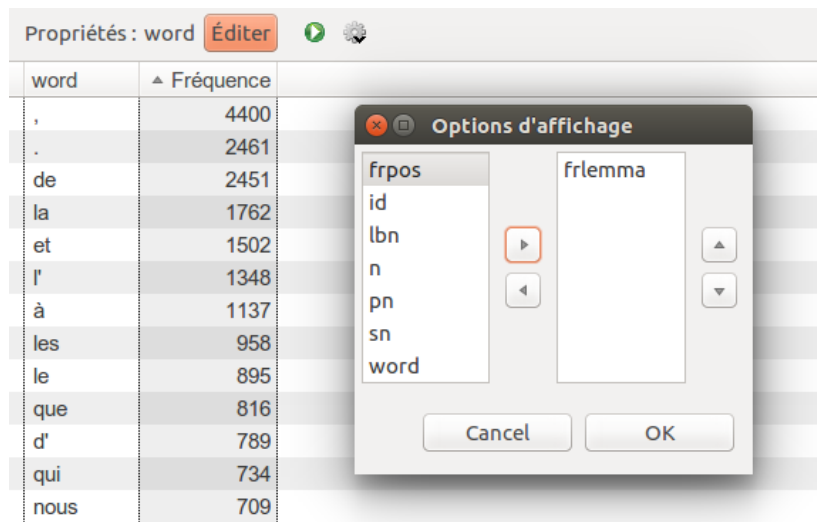 Propriétés : word Éditer
word Fréquence
, 4400
. 2461
de 2451
la 1762
et 1502
l' 1348
à 1137
les 958
le 895
que 816
d' 789
qui 734
nous 709
Options d'affichage
frpos
id
lbn
n
pn
sn
word
frlemma
Cancel OK